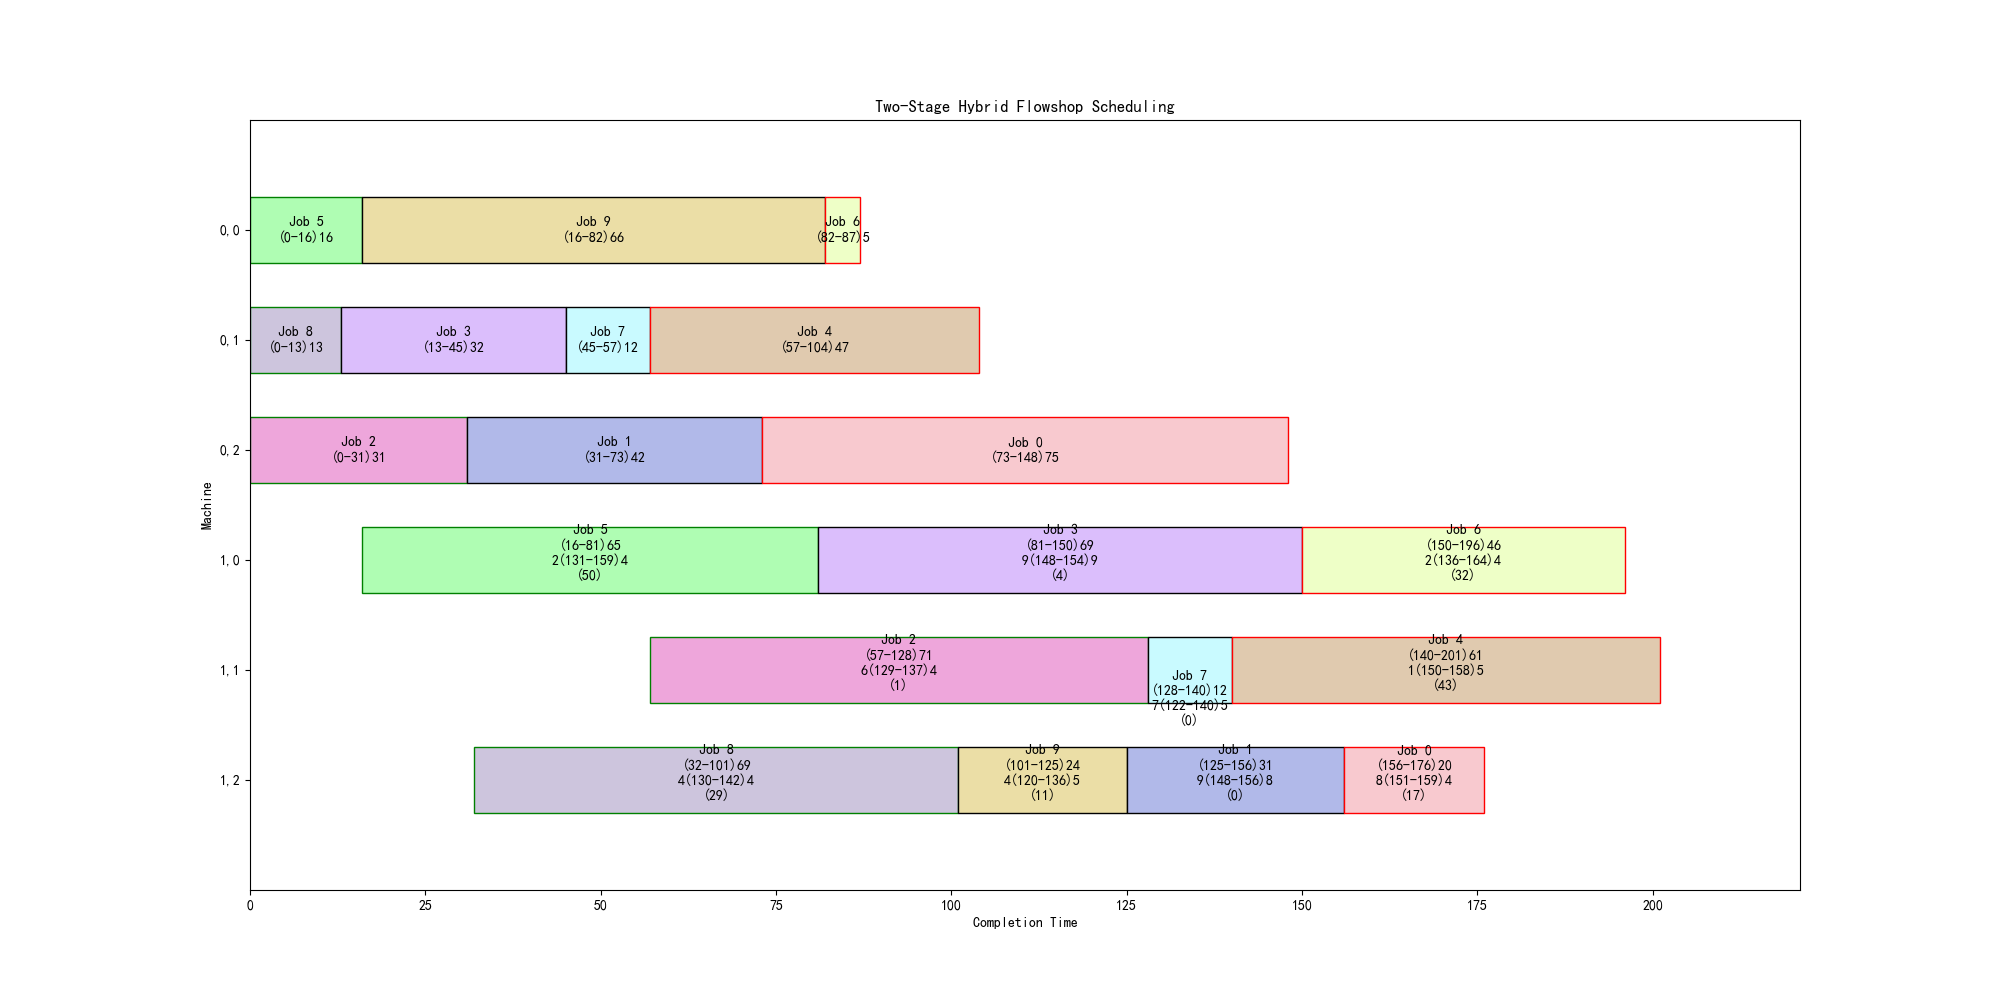 Two-Stage Hybrid Flowshop Scheduling
0,0
Job 5
(0-16)16
Job 9
(16-82)66
Job 6
(82-87)5
0,1
Job 8
(0-13)13
Job 3
(13-45)32
Job 7
(45-57)12
Job 4
(57-104)47
0,2
Job 2
(0-31)31
Job 1
(31-73)42
Job 0
(73-148)75
Machine
1,0
Job 5
(16-81)65
2(131-159)4
(50)
Job 3
(81-150)69
9(148-154)9
(4)
Job 6
(150-196)46
2(136-164)4
(32)
1,1
Job 2
(57-128)71
6(129-137)4
(1)
Job 7
(128-140)12
7(122-140)5
(0)
Job 4
(140-201)61
1(150-158)5
(43)
1,2
Job 8
(32-101)69
4(130-142)4
(29)
Job 9
(101-125)24
4(120-136)5
(11)
Job 1
(125-156)31
9(148-156)8
(0)
Job 0
(156-176)20
8(151-159)4
(17)
0
25
50
75
100
125
150
175
200
Completion Time